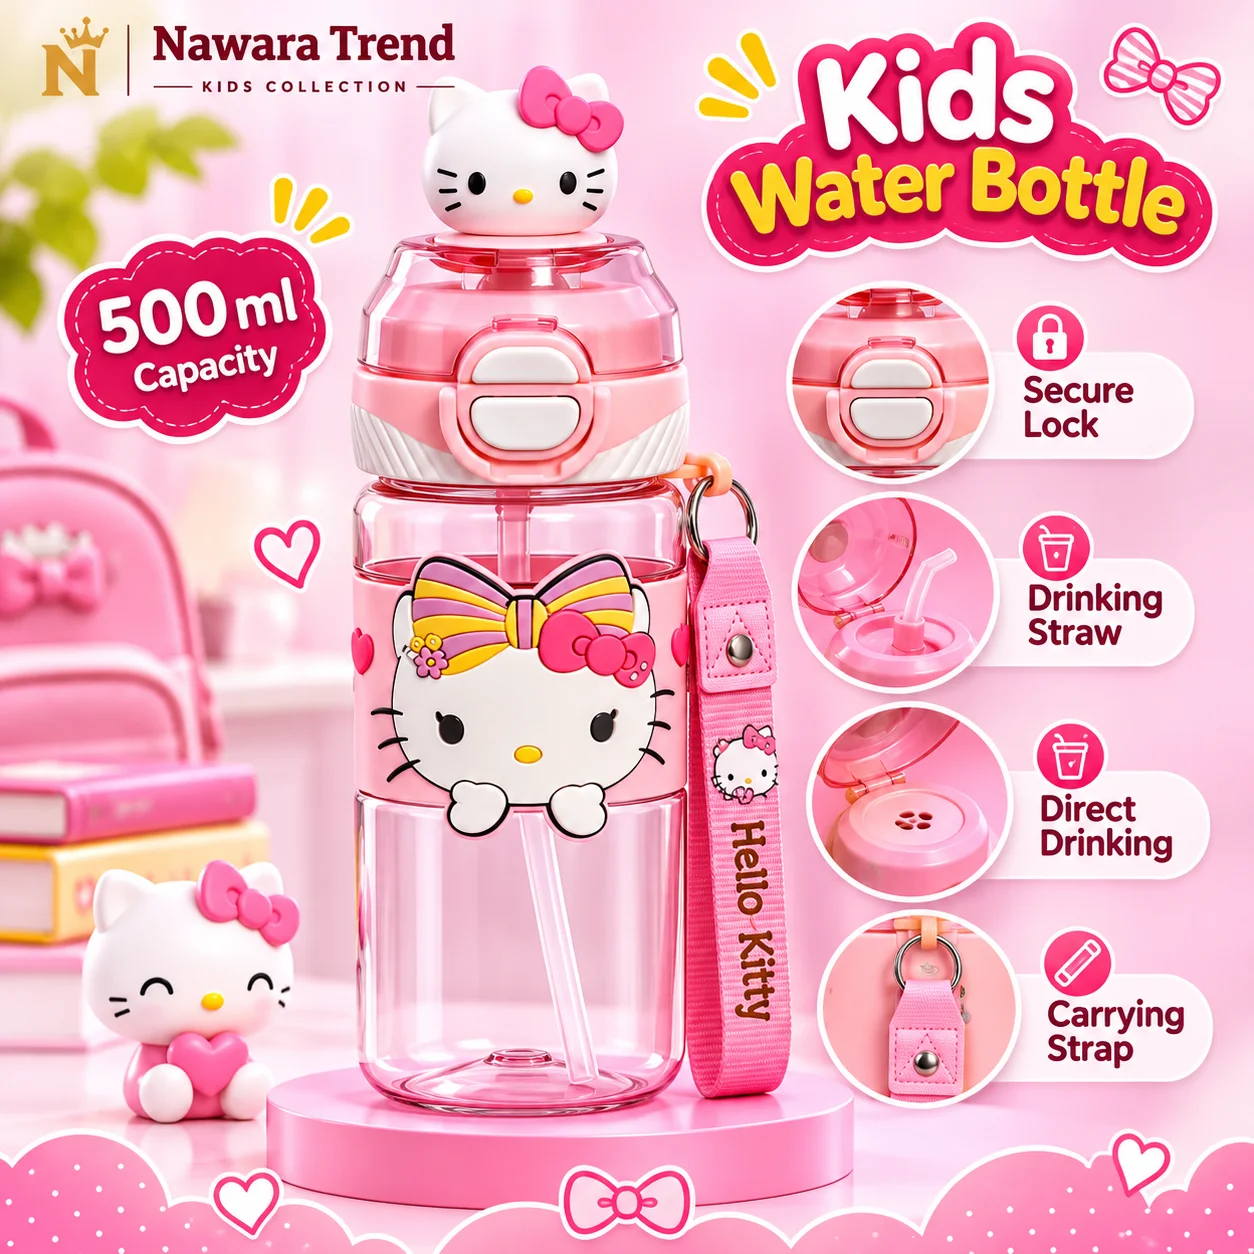 N
Nawara Trend
KIDS COLLECTION
Kids
Water Bottle
500 ml
Capacity
Secure
Lock
Drinking
Straw
Direct
Drinking
Carrying
Strap
Hello Kitty